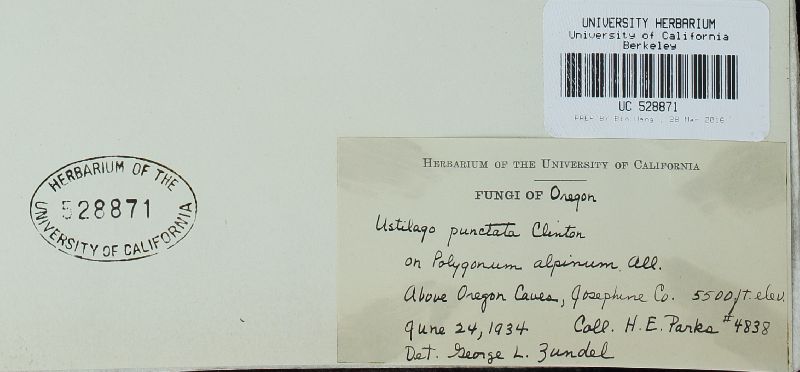 UNIVERSITY HERBARIUM
University of California
Berkeley
UC 528871
HERBARIUM OF THE
528871
UNIVERSITY OF CALIFORNIA
HERBARIUM OF THE UNIVERSITY OF CALIFORNIA
FUNGI OF Oregon
Ustilago punctata Clinton
on Polygonum alpinum All.
Above Oregon Caves, Josephine Co. 5500 ft. elev.
June 24, 1934 Coll. H.E. Parks #4838
Det. George L. Zundel